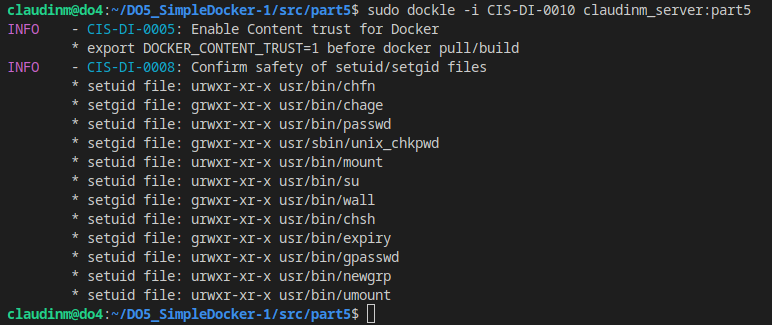 claudinm@do4:~/DO5_SimpleDocker-1/src/part5$ sudo dockle -i CIS-DI-0010 claudinm_server:part5
INFO    - CIS-DI-0005: Enable Content trust for Docker
        * export DOCKER_CONTENT_TRUST=1 before docker pull/build
INFO    - CIS-DI-0008: Confirm safety of setuid/setgid files
        * setuid file: urwxr-xr-x usr/bin/chfn
        * setgid file: grwxr-xr-x usr/bin/chage
        * setuid file: urwxr-xr-x usr/bin/passwd
        * setgid file: grwxr-xr-x usr/sbin/unix_chkpwd
        * setuid file: urwxr-xr-x usr/bin/mount
        * setuid file: urwxr-xr-x usr/bin/su
        * setgid file: grwxr-xr-x usr/bin/wall
        * setuid file: urwxr-xr-x usr/bin/chsh
        * setgid file: grwxr-xr-x usr/bin/expiry
        * setuid file: urwxr-xr-x usr/bin/gpasswd
        * setuid file: urwxr-xr-x usr/bin/newgrp
        * setuid file: urwxr-xr-x usr/bin/umount
claudinm@do4:~/DO5_SimpleDocker-1/src/part5$